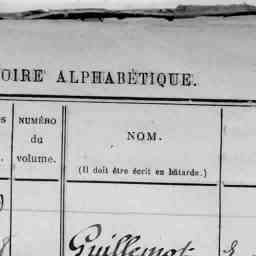 OIRE ALPHABÉTIQUE.
NUMÉRO
du
volume.
NOM.
(Il doit être écrit en bâtarde.)
Guillemot